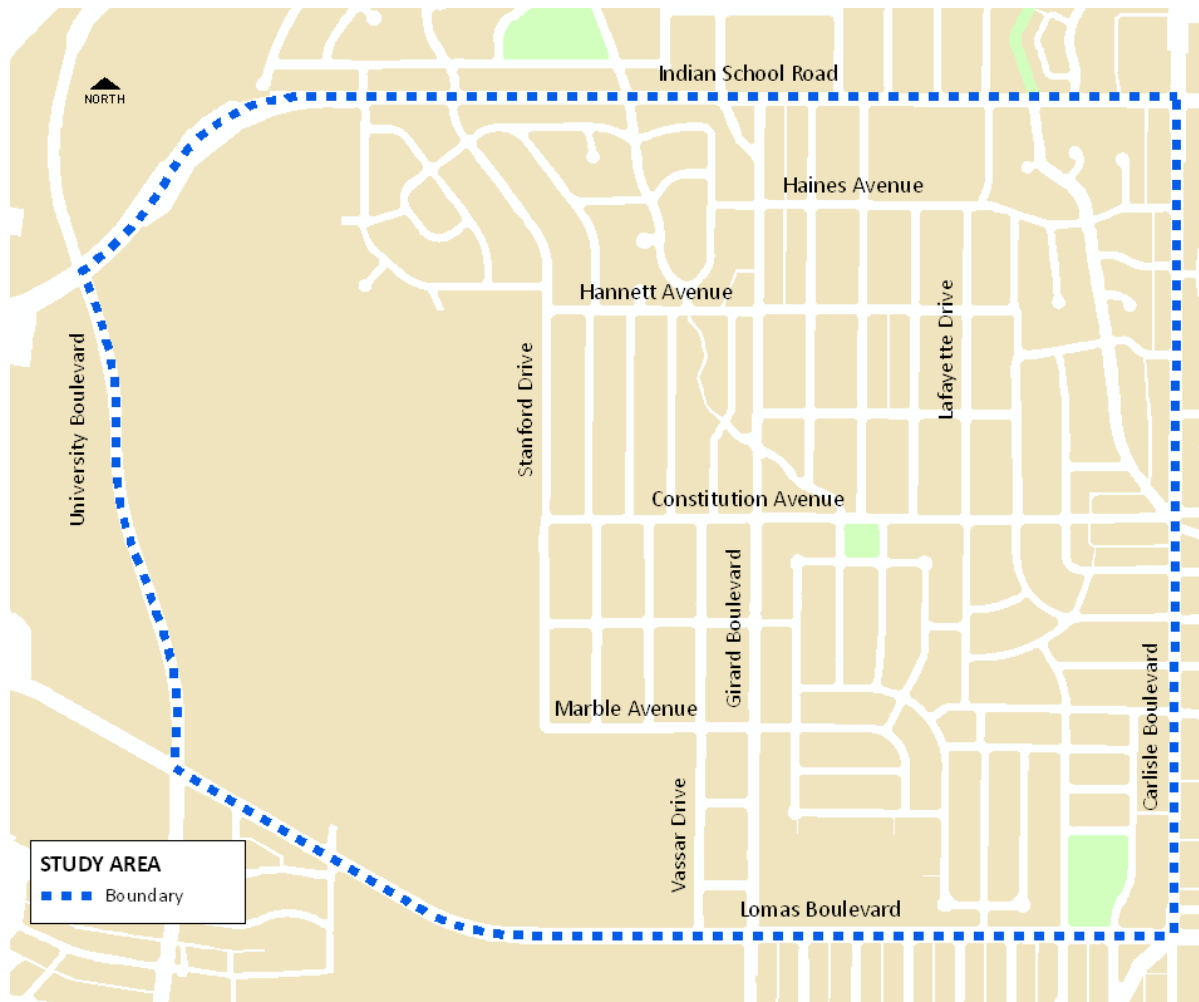 Indian School Road
NORTH
Haines Avenue
Hannett Avenue
Lafayette Drive
University Boulevard
Stanford Drive
Constitution Avenue
Girard Boulevard
Carlisle Boulevard
Marble Avenue
Vassar Drive
STUDY AREA
Boundary
Lomas Boulevard